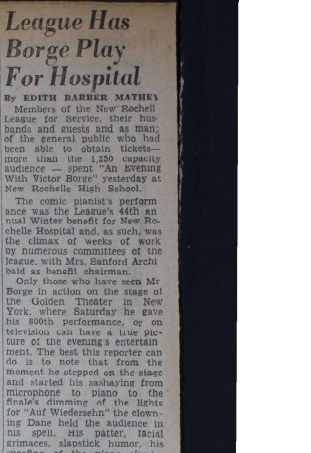 League Has
Borge Play
For Hospital
By EDITH BARBER MATHES
Members of the New Rochell
League for Service, their hus-
bands and guests and as man;
of the general public who had
been able to obtain tickets—
more than the 1,250 capacity
audience — spent "An Evening
With Victor Borge" yesterday at
New Rochelle High School.
The comic pianist's perform
ance was the League's 44th an
nual Winter benefit for New Ro-
chelle Hospital and, as such, was
the climax of weeks of work
by numerous committees of the
league, with Mrs. Sanford Archi
bald as benefit chairman.
Only those who have seen Mr
Borge in action on the stage of
the Golden Theater in New
York, where Saturday he gave
his 800th performance, or on
television can have a true pic-
ture of the evening's entertain
ment. The best this reporter can
do is to note that from the
moment he stepped on the stage
and started his sashaying from
microphone to piano to the
finale's dimming of the lights
for "Auf Wiedersehn" the clown-
ing Dane held the audience in
his spell. His patter, facial
grimaces, slapstick humor, his